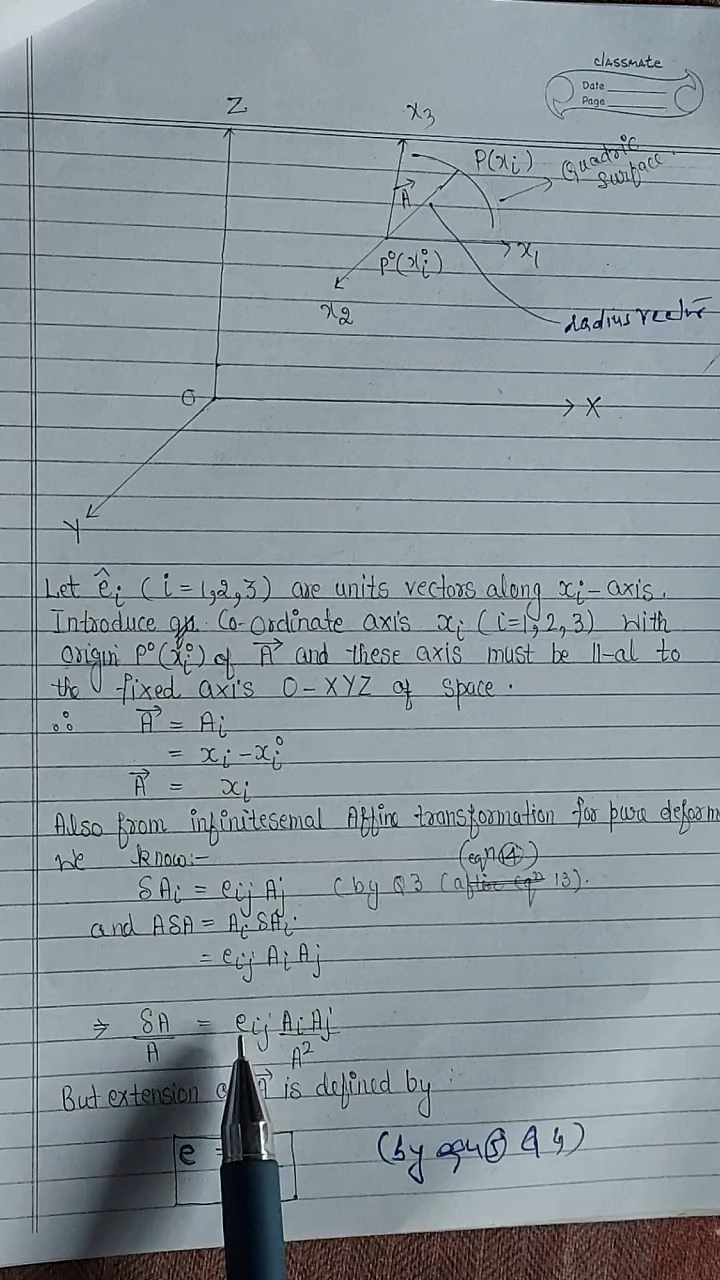 classmate
Date
Page
Z
x3
P(xi)
Quadric
surface.
A⃗
P°(xi°)
x1
x2
radius vector
O
X
Y
Let êi (i=1,2,3) are units vectors along xi-axis.
Introduce Co-ordinate axis xi (i=1,2,3) with
origin P°(xi°) of A⃗ and these axis must be ||-al to
the fixed axis O-XYZ of space.
∴ A⃗ = Ai
= xi - xi°
A⃗ = xi
Also from infinitesemal Affine transformation for pure deform
We know:- (eqn ④)
δAi = eij Aj (by Q3 (after eqn 13).
and AδA = Ai δAi
= eij Ai Aj
⇒ δA/A = eij AiAj/A²
But extension A⃗ is defined by
e =
(by eqn ⑤ Q4)